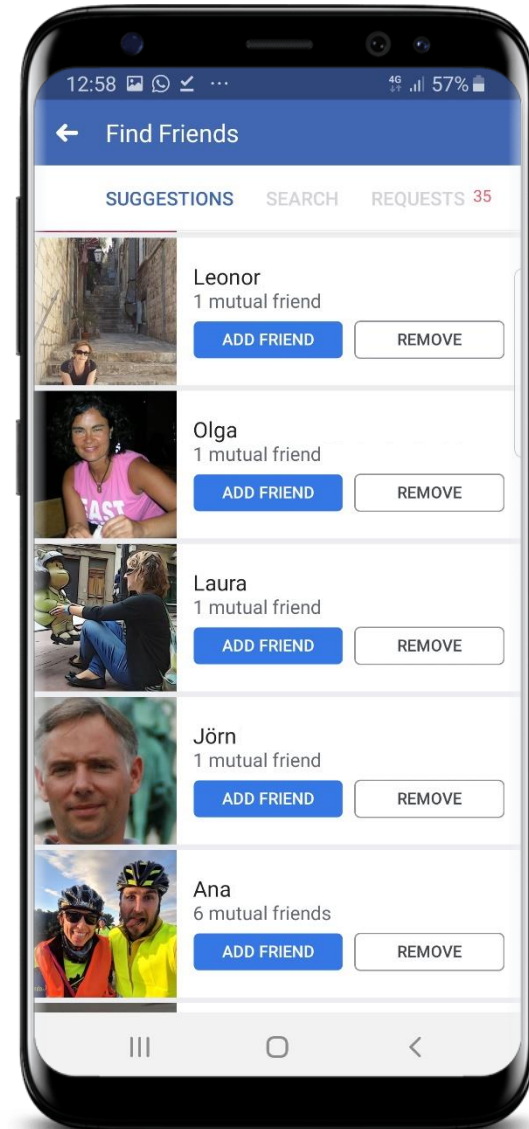 12:58 ... 4G 57%
Find Friends
SUGGESTIONS SEARCH REQUESTS 35
Leonor
1 mutual friend
ADD FRIEND REMOVE
Olga
1 mutual friend
EAST
ADD FRIEND REMOVE
Laura
1 mutual friend
ADD FRIEND REMOVE
Jörn
1 mutual friend
ADD FRIEND REMOVE
Ana
6 mutual friends
ADD FRIEND REMOVE